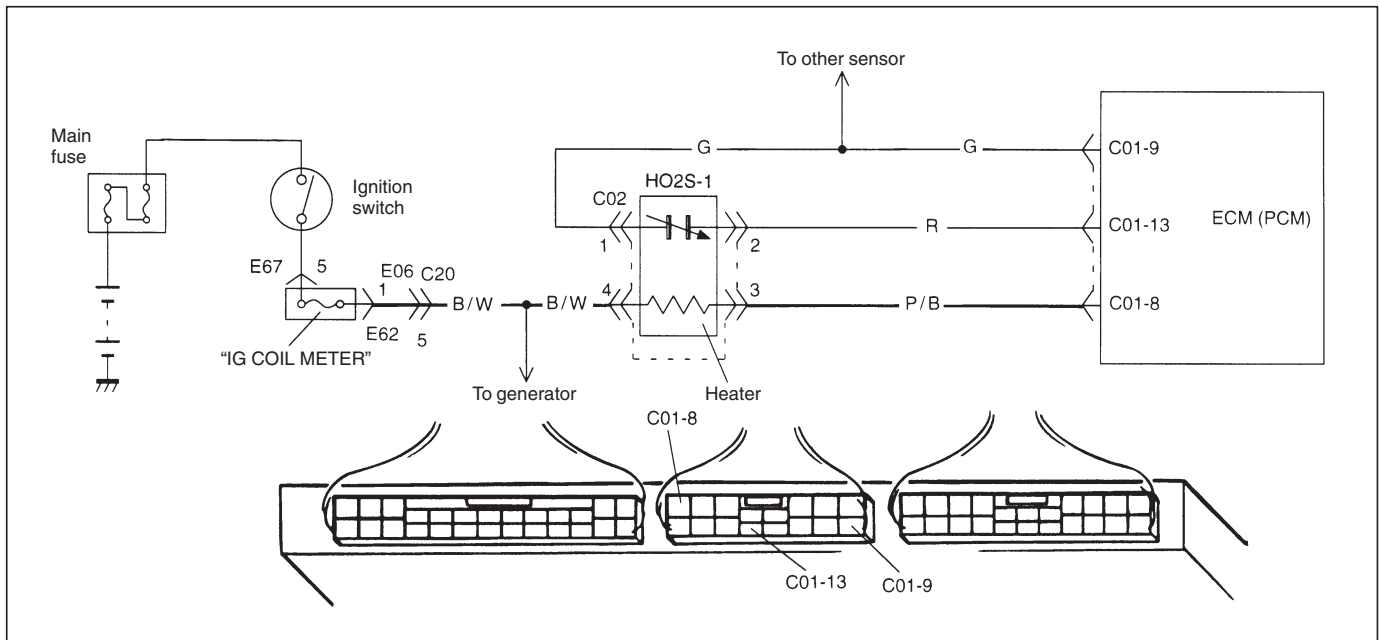 To other sensor
Main
fuse
G
G
C01-9
HO2S-1
Ignition
switch
C02
ECM (PCM)
1
2
R
C01-13
E67
5
E06
C20
1
B/W
B/W
4
3
P/B
C01-8
E62
5
“IG COIL METER”
To generator
Heater
C01-8
C01-13
C01-9